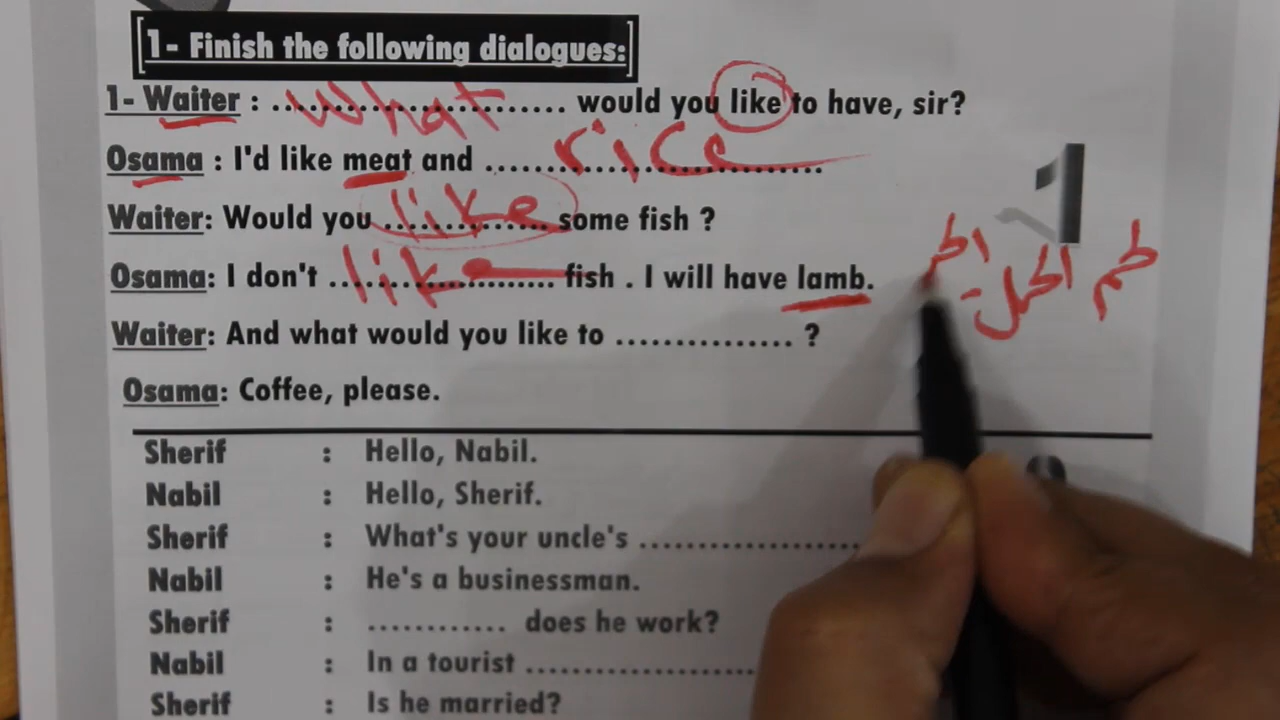 1- Finish the following dialogues:
1- Waiter : What would you like to have, sir?
Osama : I'd like meat and rice
Waiter: Would you like some fish ?
Osama: I don't like fish . I will have lamb.
Waiter: And what would you like to ............... ?
Osama: Coffee, please.
1
Sherif : Hello, Nabil.
Nabil : Hello, Sherif.
Sherif : What's your uncle's ...................
Nabil : He's a businessman.
Sherif : ............ does he work?
Nabil : In a tourist ....................
Sherif : Is he married?